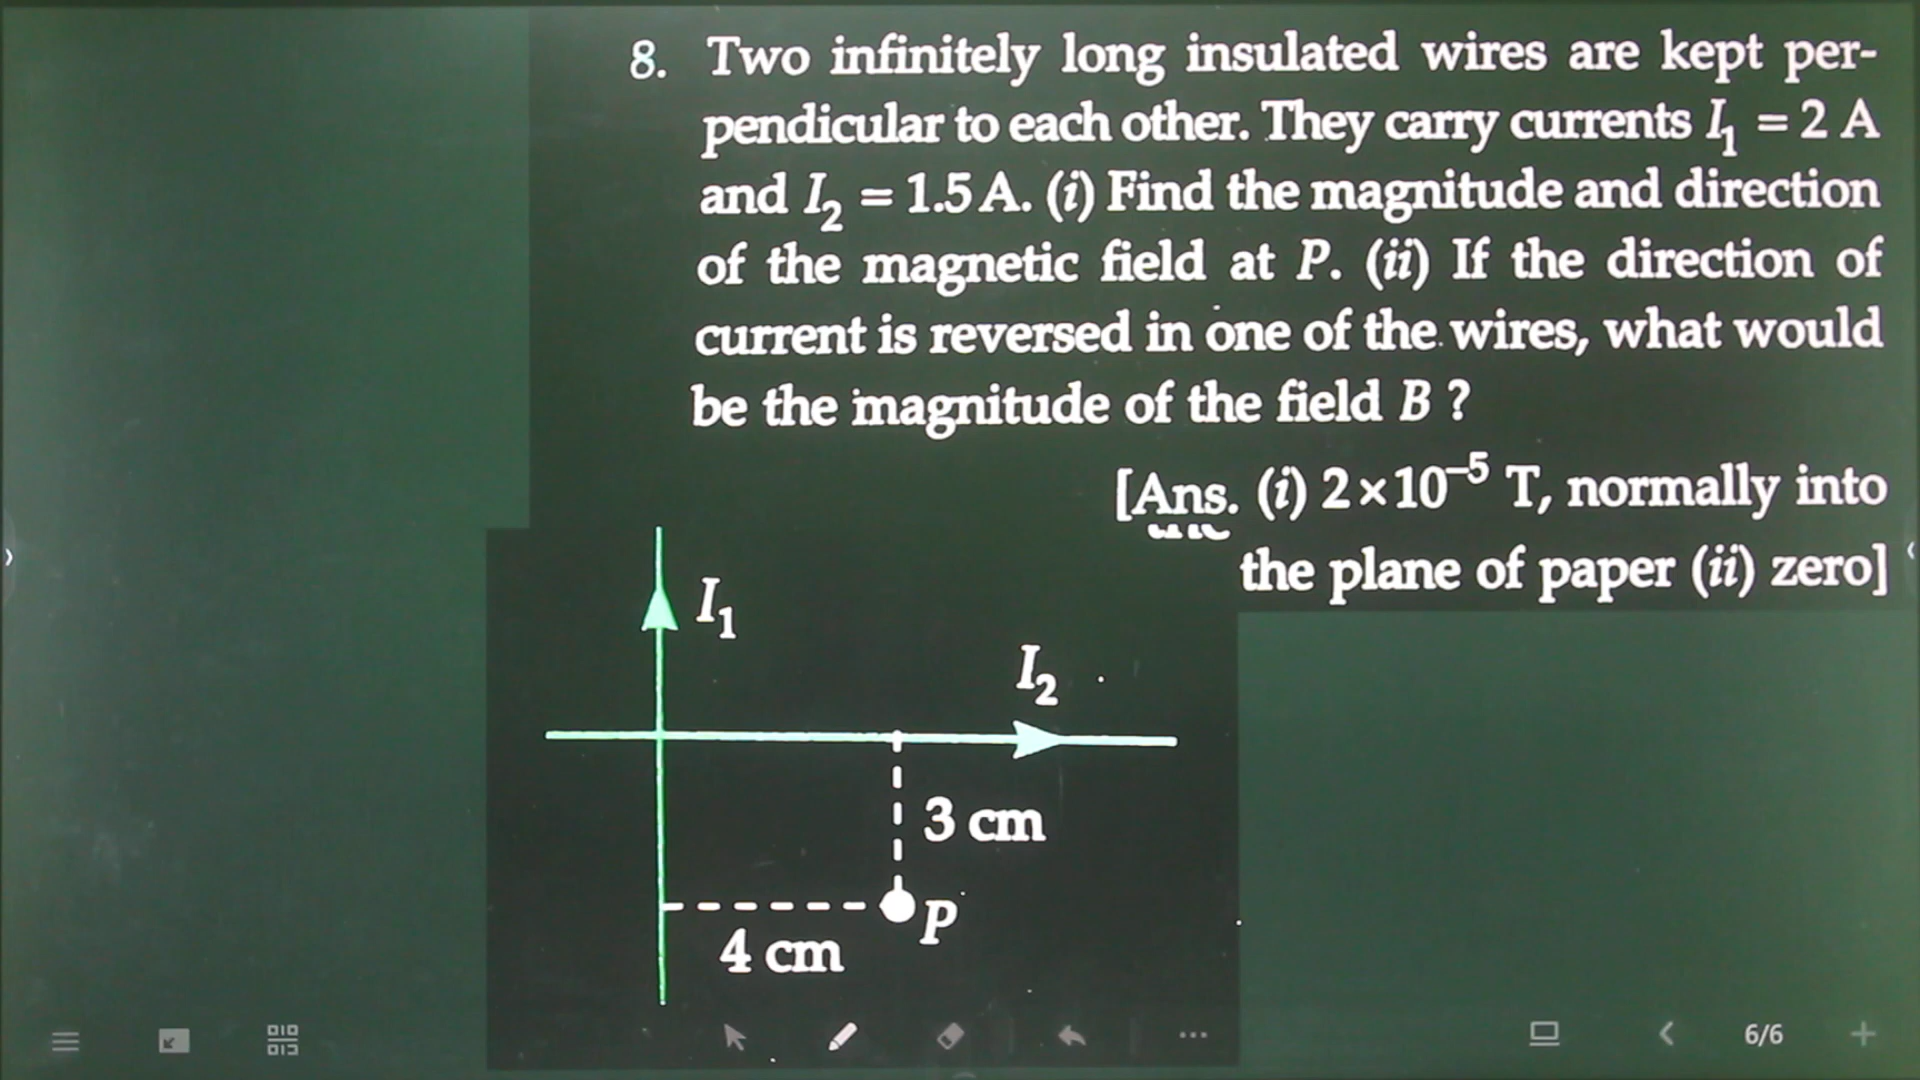 8. Two infinitely long insulated wires are kept per-
pendicular to each other. They carry currents I₁ = 2 A
and I₂ = 1.5 A. (i) Find the magnitude and direction
of the magnetic field at P. (ii) If the direction of
current is reversed in one of the wires, what would
be the magnitude of the field B ?
[Ans. (i) 2×10⁻⁵ T, normally into
the plane of paper (ii) zero]
I₁
I₂
3 cm
P
4 cm
6/6